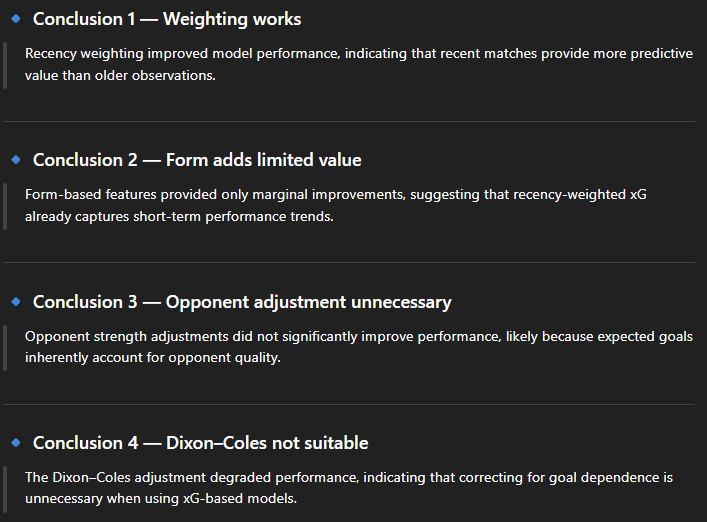 Conclusion 1 — Weighting works
Recency weighting improved model performance, indicating that recent matches provide more predictive
value than older observations.
Conclusion 2 — Form adds limited value
Form-based features provided only marginal improvements, suggesting that recency-weighted xG
already captures short-term performance trends.
Conclusion 3 — Opponent adjustment unnecessary
Opponent strength adjustments did not significantly improve performance, likely because expected goals
inherently account for opponent quality.
Conclusion 4 — Dixon–Coles not suitable
The Dixon–Coles adjustment degraded performance, indicating that correcting for goal dependence is
unnecessary when using xG-based models.